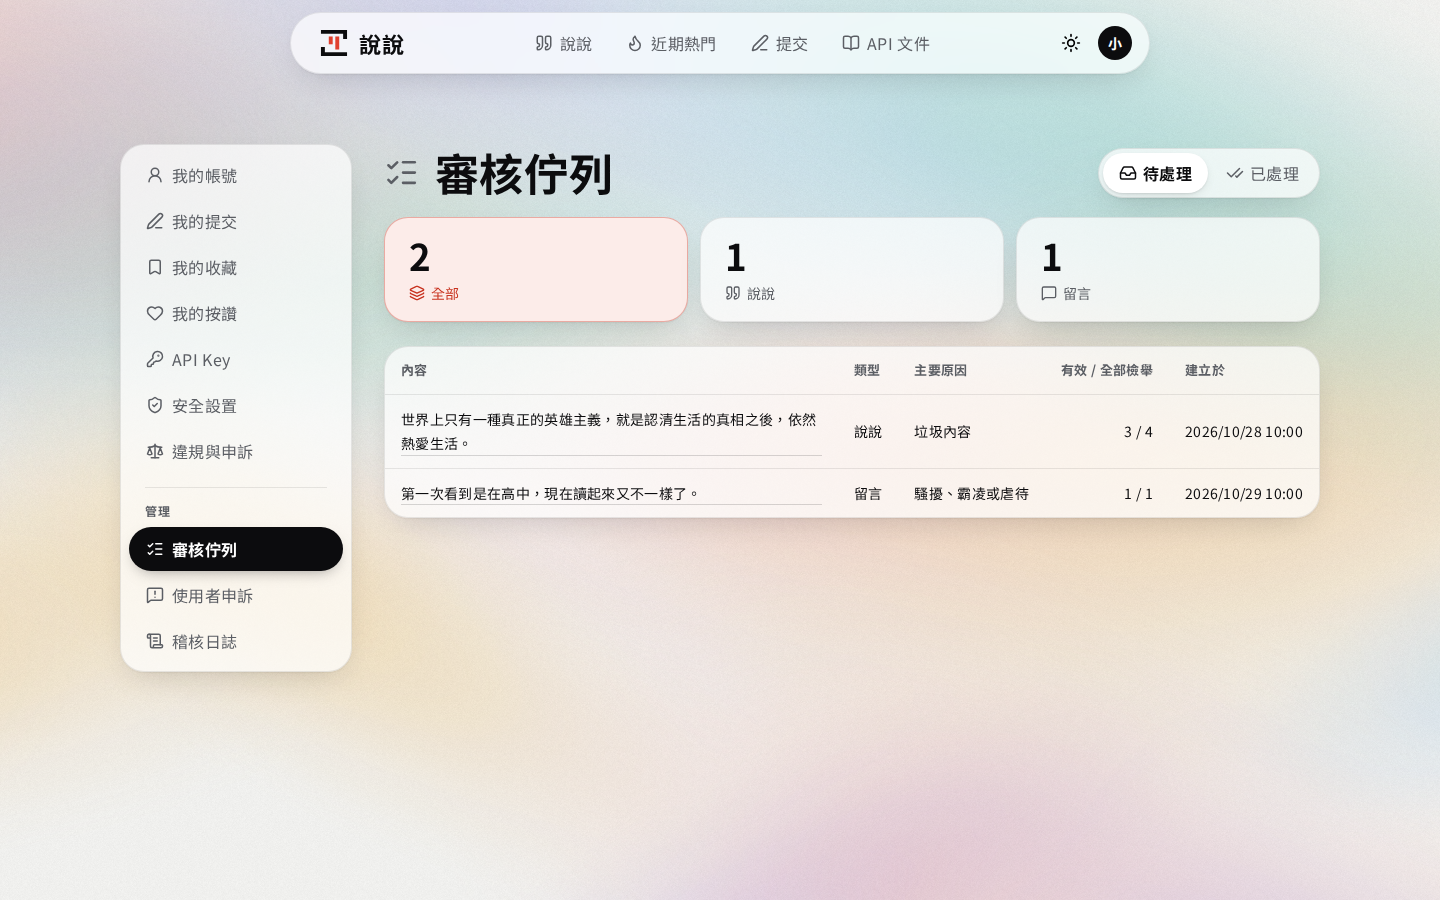 說說
說說
近期熱門
提交
API 文件
小
我的帳號
我的提交
我的收藏
我的按讚
API Key
安全設置
違規與申訴
管理
審核佇列
使用者申訴
稽核日誌
審核佇列
待處理
已處理
2
全部
1
說說
1
留言
內容
類型
主要原因
有效 / 全部檢舉
建立於
世界上只有一種真正的英雄主義，就是認清生活的真相之後，依然
熱愛生活。
說說
垃圾內容
3 / 4
2026/10/28 10:00
第一次看到是在高中，現在讀起來又不一樣了。
留言
騷擾、霸凌或虐待
1 / 1
2026/10/29 10:00